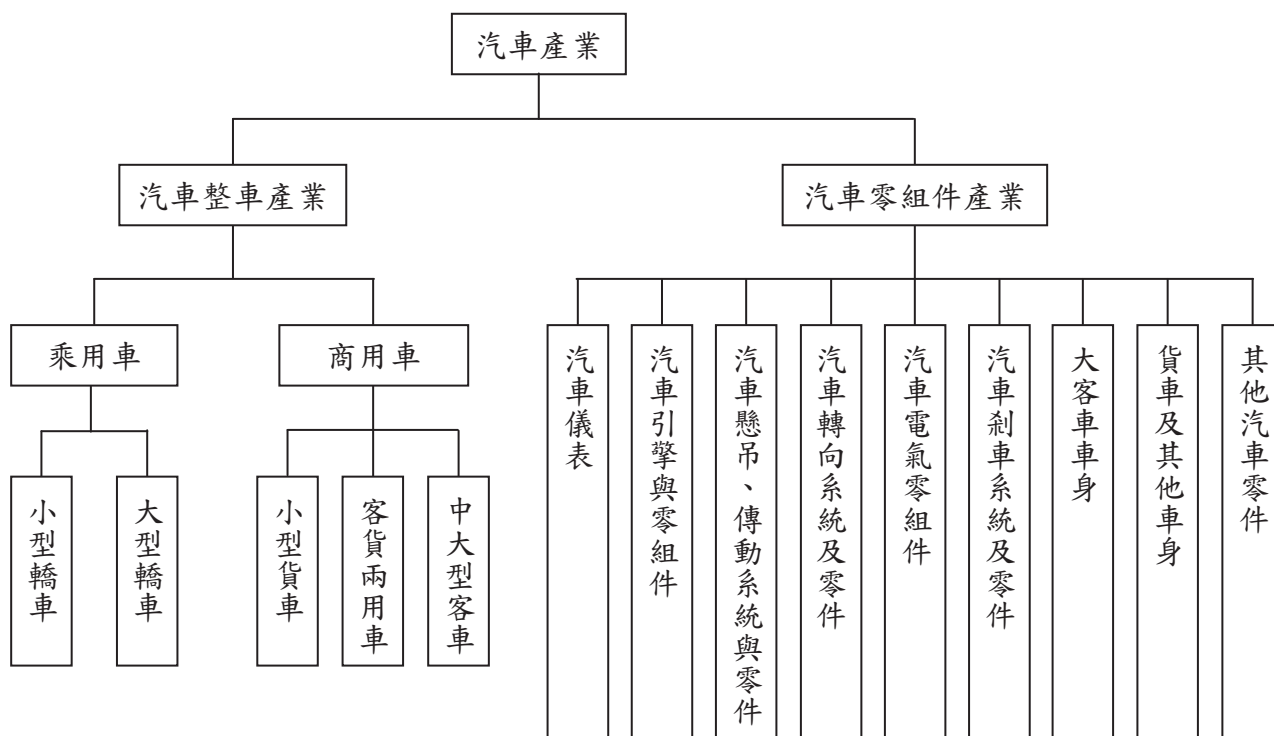 汽車產業
汽車整車產業
汽車零組件產業
乘用車
商用車
小型轎車
大型轎車
小型貨車
客貨兩用車
中大型客車
汽車儀表
汽車引擎與零組件
汽車懸吊、傳動系統與零件
汽車轉向系統及零件
汽車電氣零組件
汽車剎車系統及零件
大客車車身
貨車及其他車身
其他汽車零件